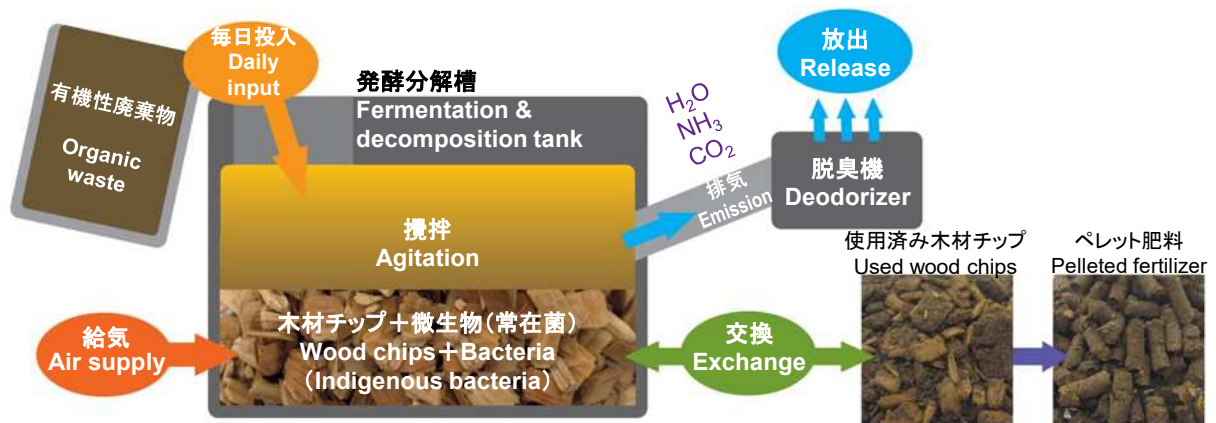 毎日投入
Daily
input
有機性廃棄物
Organic
waste
発酵分解槽
Fermentation &
decomposition tank
攪拌
Agitation
木材チップ＋微生物（常在菌）
Wood chips＋Bacteria
（Indigenous bacteria）
給気
Air supply
H₂O
NH₃
CO₂
排気
Emission
放出
Release
脱臭機
Deodorizer
交換
Exchange
使用済み木材チップ
Used wood chips
ペレット肥料
Pelleted fertilizer